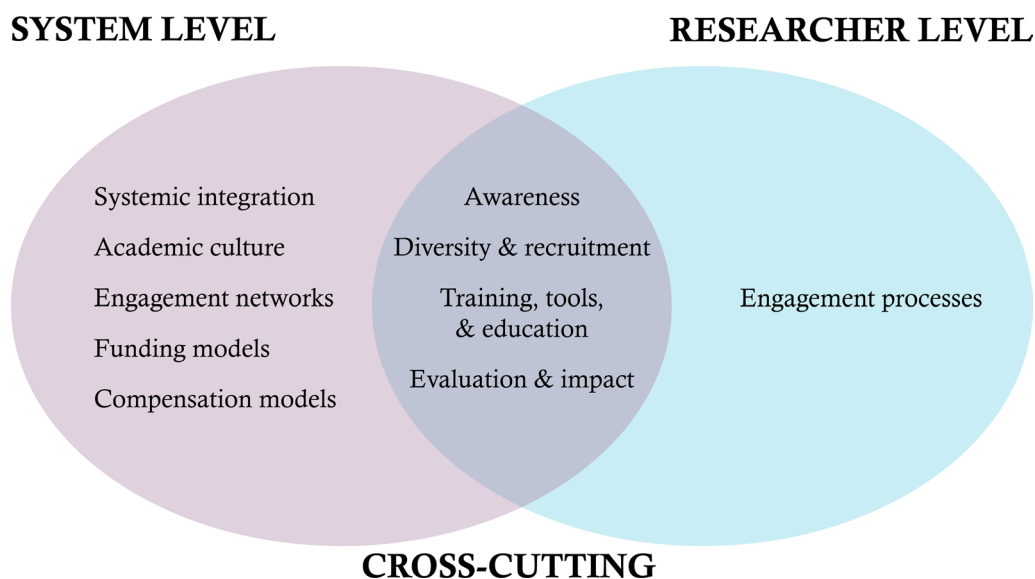 SYSTEM LEVEL
RESEARCHER LEVEL
Systemic integration
Academic culture
Engagement networks
Funding models
Compensation models
Awareness
Diversity & recruitment
Training, tools,
& education
Evaluation & impact
Engagement processes
CROSS-CUTTING